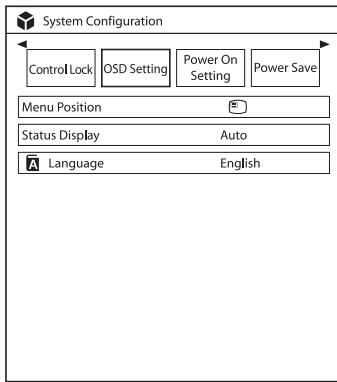 System Configuration
Control Lock OSD Setting Power On Setting Power Save
Menu Position
Status Display Auto
A Language English